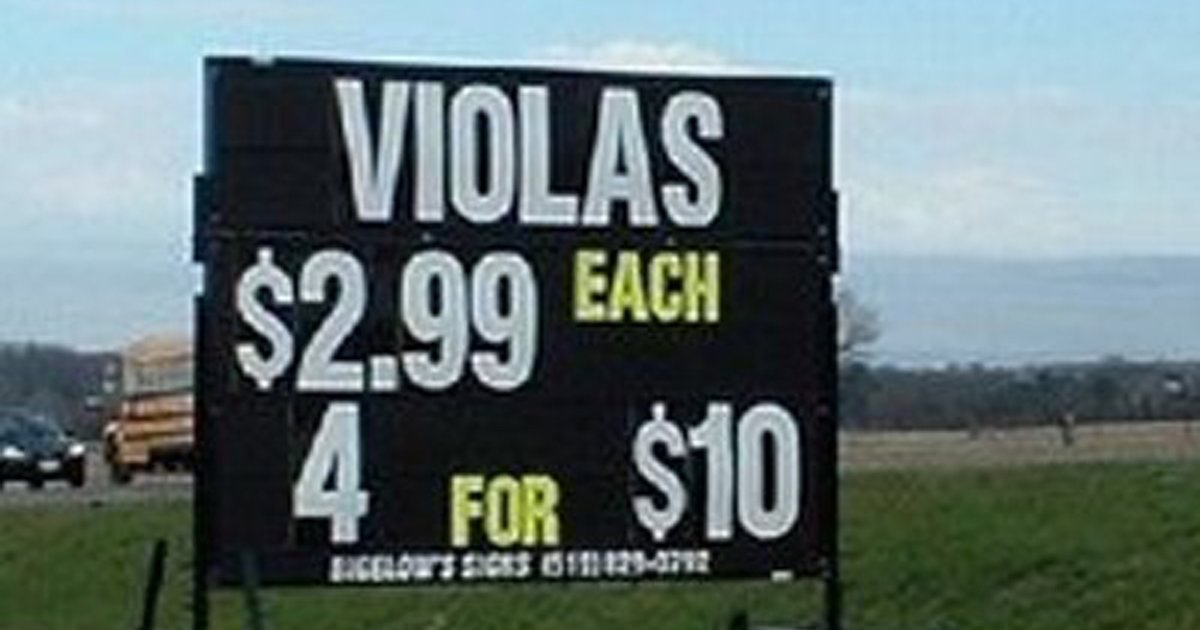 VIOLAS
$2.99 EACH
4 FOR $10
BIGELOW'S SIGNS